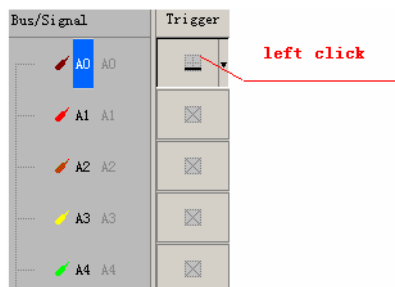 Bus/Signal Trigger
left click
A0 A0
A1 A1
A2 A2
A3 A3
A4 A4